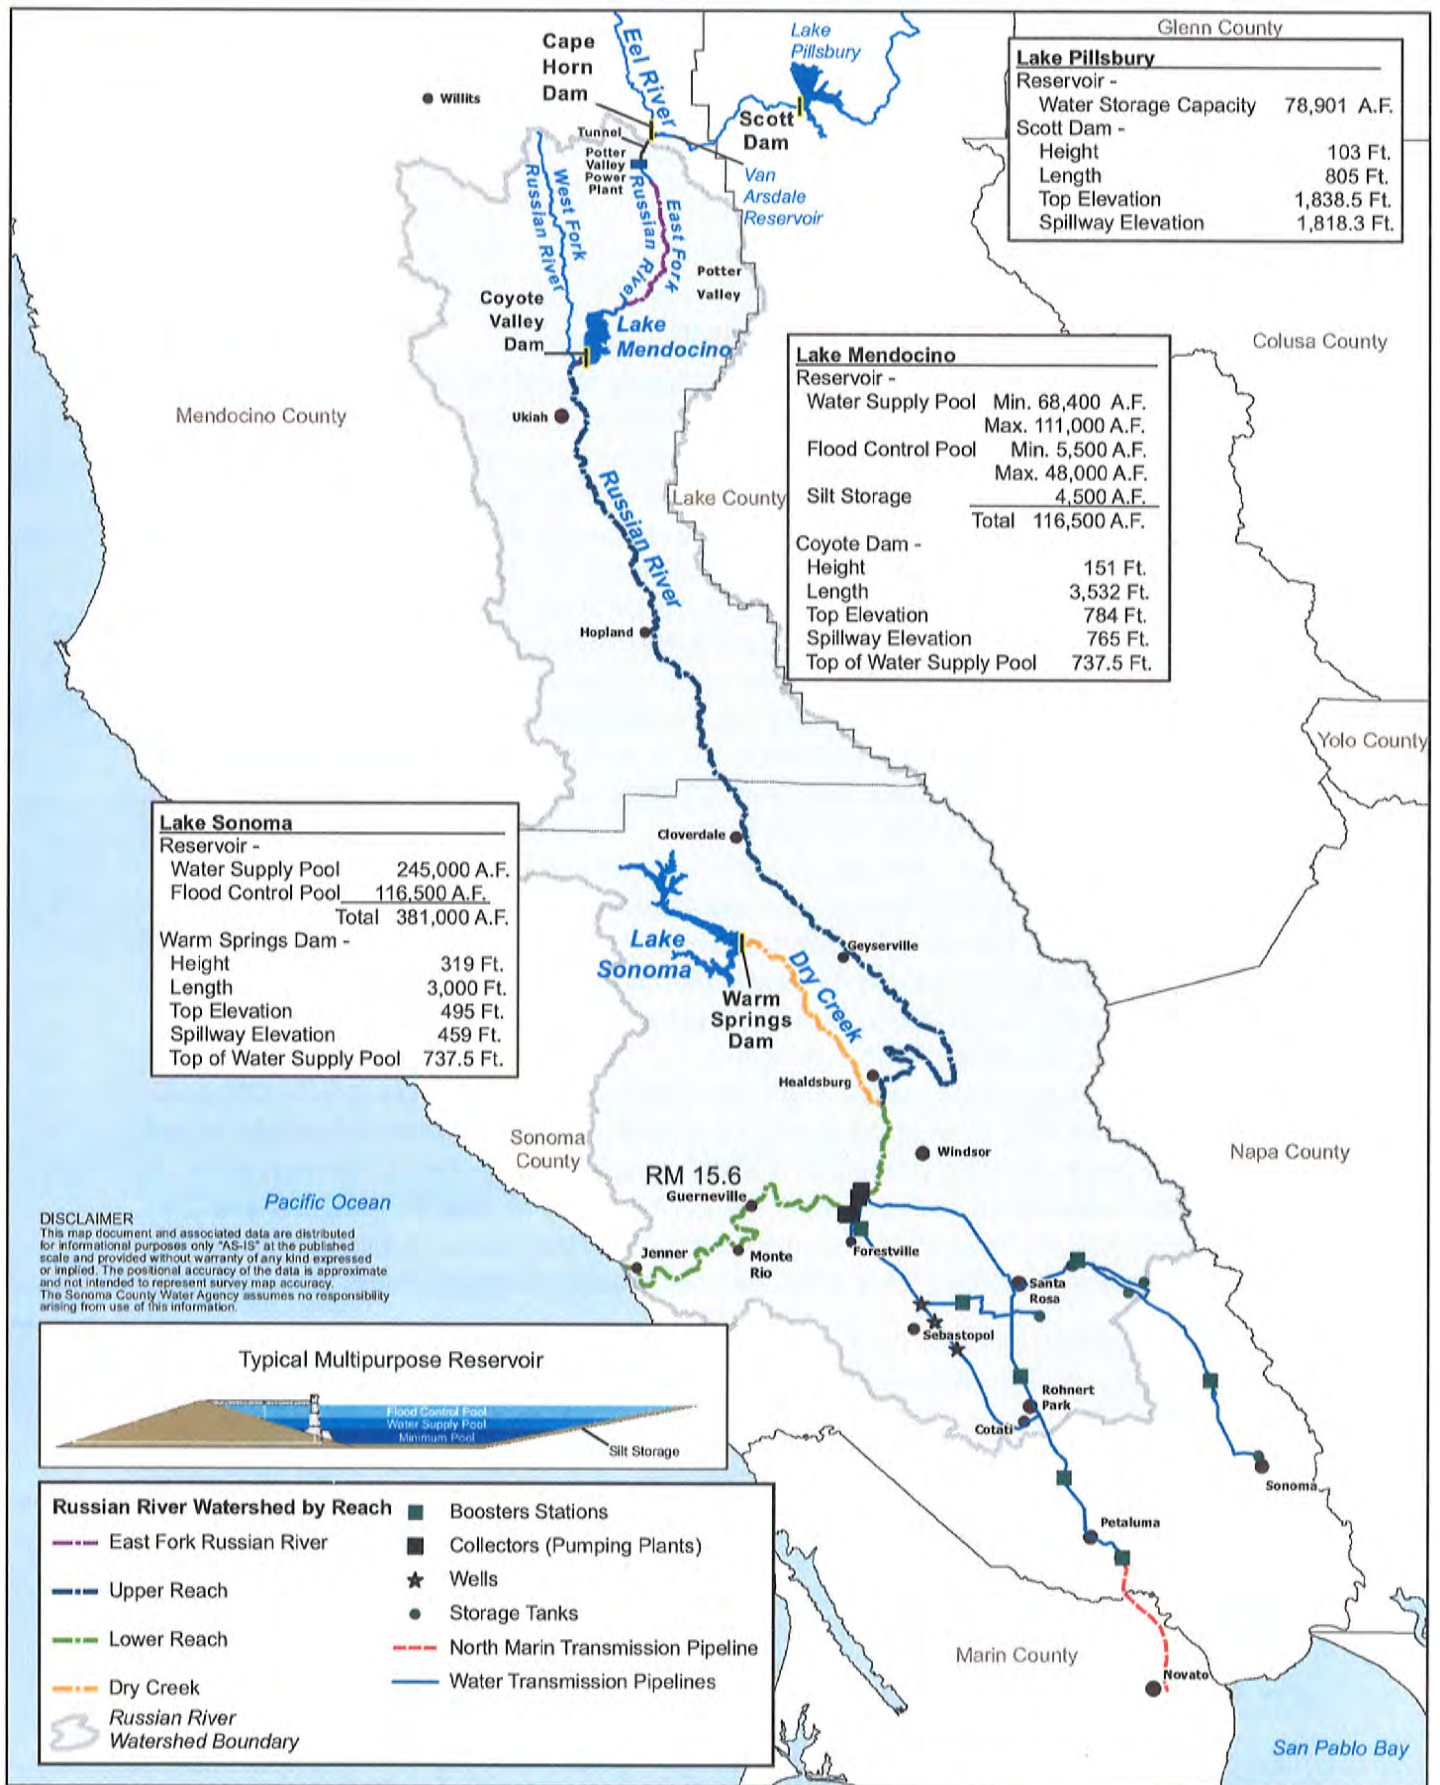 Glenn County
Lake Pillsbury
Reservoir -
Water Storage Capacity 78,901 A.F.
Scott Dam -
Height 103 Ft.
Length 805 Ft.
Top Elevation 1,838.5 Ft.
Spillway Elevation 1,818.3 Ft.
Lake
Pillsbury
Cape
Horn
Dam
Eel River
Willits
Scott
Dam
Tunnel
Potter
Valley
Power
Plant
Van
Arsdale
Reservoir
West Fork
Russian River
East Fork
Russian River
Potter
Valley
Coyote
Valley
Dam
Lake
Mendocino
Colusa County
Mendocino County
Ukiah
Lake County
Lake Mendocino
Reservoir -
Water Supply Pool Min. 68,400 A.F.
Max. 111,000 A.F.
Flood Control Pool Min. 5,500 A.F.
Max. 48,000 A.F.
Silt Storage 4,500 A.F.
Total 116,500 A.F.
Coyote Dam -
Height 151 Ft.
Length 3,532 Ft.
Top Elevation 784 Ft.
Spillway Elevation 765 Ft.
Top of Water Supply Pool 737.5 Ft.
Russian River
Hopland
Yolo County
Cloverdale
Lake Sonoma
Reservoir -
Water Supply Pool 245,000 A.F.
Flood Control Pool 116,500 A.F.
Total 381,000 A.F.
Warm Springs Dam -
Height 319 Ft.
Length 3,000 Ft.
Top Elevation 495 Ft.
Spillway Elevation 459 Ft.
Top of Water Supply Pool 737.5 Ft.
Lake
Sonoma
Dry Creek
Geyserville
Warm
Springs
Dam
Healdsburg
Sonoma
County
Windsor
Napa County
RM 15.6
Guerneville
Pacific Ocean
Jenner
Monte
Rio
Forestville
Santa
Rosa
Sebastopol
Rohnert
Park
Cotati
Sonoma
Petaluma
Marin County
Novato
San Pablo Bay
DISCLAIMER
This map document and associated data are distributed
for informational purposes only "AS-IS" at the published
scale and provided without warranty of any kind expressed
or implied. The positional accuracy of the data is approximate
and not intended to represent survey map accuracy.
The Sonoma County Water Agency assumes no responsibility
arising from use of this information.
Typical Multipurpose Reservoir
Flood Control Pool
Water Supply Pool
Minimum Pool
Silt Storage
Russian River Watershed by Reach
East Fork Russian River
Upper Reach
Lower Reach
Dry Creek
Russian River
Watershed Boundary
Boosters Stations
Collectors (Pumping Plants)
Wells
Storage Tanks
North Marin Transmission Pipeline
Water Transmission Pipelines